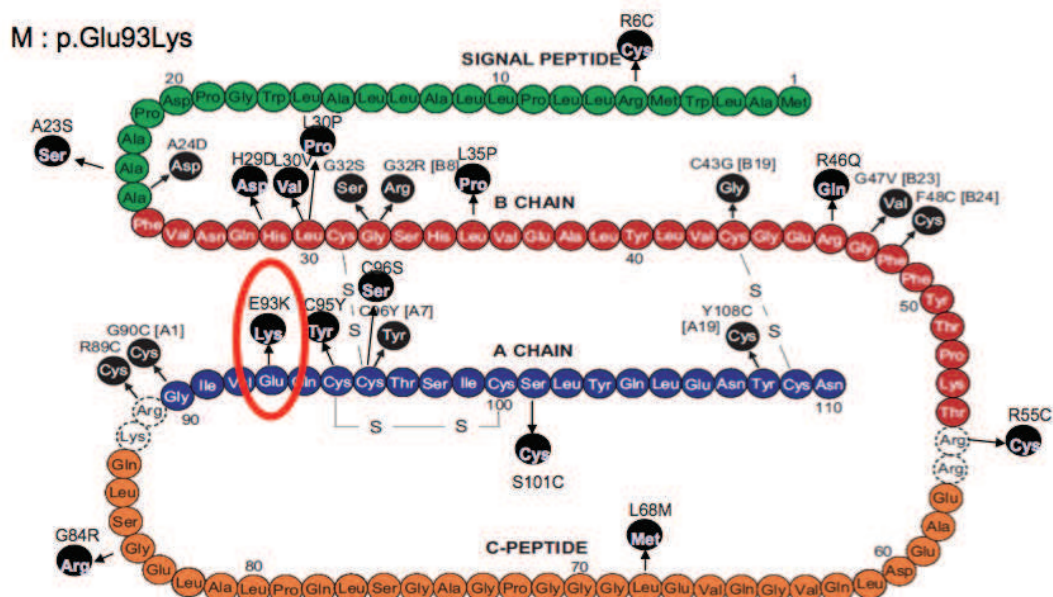 M : p.Glu93Lys
R6C
Cys
SIGNAL PEPTIDE
20
10
1
Asp Pro Gly Trp Leu Ala Leu Leu Ala Leu Leu Pro Leu Leu Arg Met Trp Leu Ala Met
Pro
Ala
Ala
Ala
A23S
Ser
A24D
Asp
H29D
Asp
L30V
Val
L30P
Pro
G32S
Ser
G32R [B8]
Arg
L35P
Pro
C43G [B19]
Gly
R46Q
Gln
G47V [B23]
Val
F48C [B24]
Cys
B CHAIN
Phe Val Asn Gln His Leu Cys Gly Ser His Leu Val Glu Ala Leu Tyr Leu Val Cys Gly Glu Arg Gly Phe
30
40
Phe
50
Tyr
Thr
Pro
Lys
Thr
S
S
S
S
E93K
Lys
C95Y
Tyr
C96S
Ser
C96Y [A7]
Tyr
Y108C
[A19]
Cys
G90C [A1]
Cys
R89C
Cys
A CHAIN
Gly Ile Val Glu Gln Cys Cys Thr Ser Ile Cys Ser Leu Tyr Gln Leu Glu Asn Tyr Cys Asn
90
100
110
S
S
Cys
S101C
Arg
Lys
Arg
Arg
R55C
Cys
Gln
Leu
Ser
Gly
G84R
Arg
L68M
Met
C-PEPTIDE
80
70
60
Glu
Ala
Glu
Glu Leu Ala Leu Pro Gln Leu Ser Gly Ala Gly Pro Gly Gly Gly Leu Glu Val Gln Gly Val Gln Leu Asp